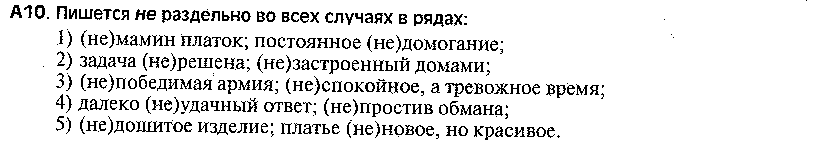 А10. Пишется не раздельно во всех случаях в рядах:
1) (не)мамин платок; постоянное (не)домогание;
2) задача (не)решена; (не)застроенный домами;
3) (не)победимая армия; (не)спокойное, а тревожное время;
4) далеко (не)удачный ответ; (не)простив обмана;
5) (не)дошитое изделие; платье (не)новое, но красивое.